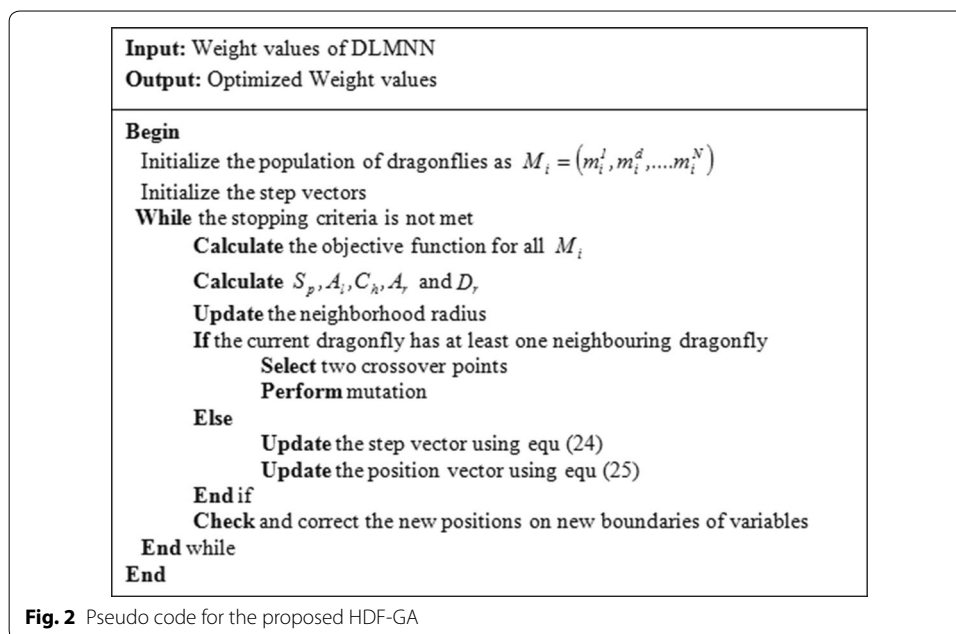 Input: Weight values of DLMNN
Output: Optimized Weight values
Begin
Initialize the population of dragonflies as M_i = (m_i^1, m_i^d, .... m_i^N)
Initialize the step vectors
While the stopping criteria is not met
Calculate the objective function for all M_i
Calculate S_p, A_i, C_h, A_r and D_r
Update the neighborhood radius
If the current dragonfly has at least one neighbouring dragonfly
Select two crossover points
Perform mutation
Else
Update the step vector using equ (24)
Update the position vector using equ (25)
End if
Check and correct the new positions on new boundaries of variables
End while
End
Fig. 2 Pseudo code for the proposed HDF-GA